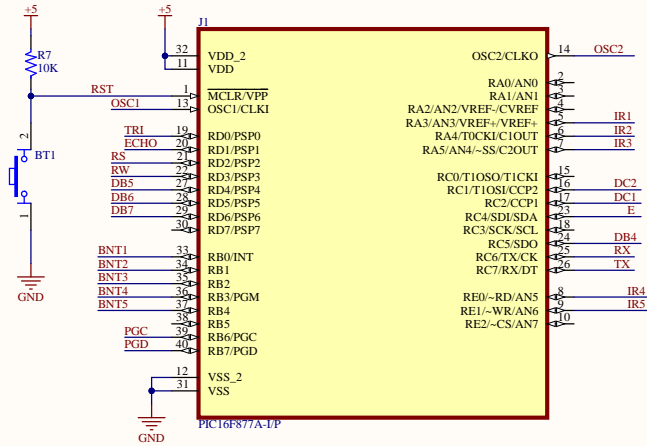 +5
+5
J1
R7
10K
32
VDD_2
11
VDD
OSC2/CLKO
14
OSC2
RST
1
MCLR/VPP
OSC1
13
OSC1/CLKI
RA0/AN0
2
RA1/AN1
3
RA2/AN2/VREF-/CVREF
4
RA3/AN3/VREF+/VREF+
5
IR1
RA4/T0CKI/C1OUT
6
IR2
RA5/AN4/~SS/C2OUT
7
IR3
TRI
19
RD0/PSP0
ECHO
20
RD1/PSP1
RS
21
RD2/PSP2
RW
22
RD3/PSP3
DB5
27
RD4/PSP4
DB6
28
RD5/PSP5
DB7
29
RD6/PSP6
30
RD7/PSP7
2
BT1
1
RC0/T1OSO/T1CKI
15
RC1/T1OSI/CCP2
16
DC2
RC2/CCP1
17
DC1
RC4/SDI/SDA
23
E
RC3/SCK/SCL
18
RC5/SDO
24
DB4
RC6/TX/CK
25
RX
RC7/RX/DT
26
TX
BNT1
33
RB0/INT
BNT2
34
RB1
BNT3
35
RB2
BNT4
36
RB3/PGM
BNT5
37
RB4
38
RB5
PGC
39
RB6/PGC
PGD
40
RB7/PGD
RE0/~RD/AN5
8
IR4
RE1/~WR/AN6
9
IR5
RE2/~CS/AN7
10
GND
12
VSS_2
31
VSS
GND
PIC16F877A-I/P